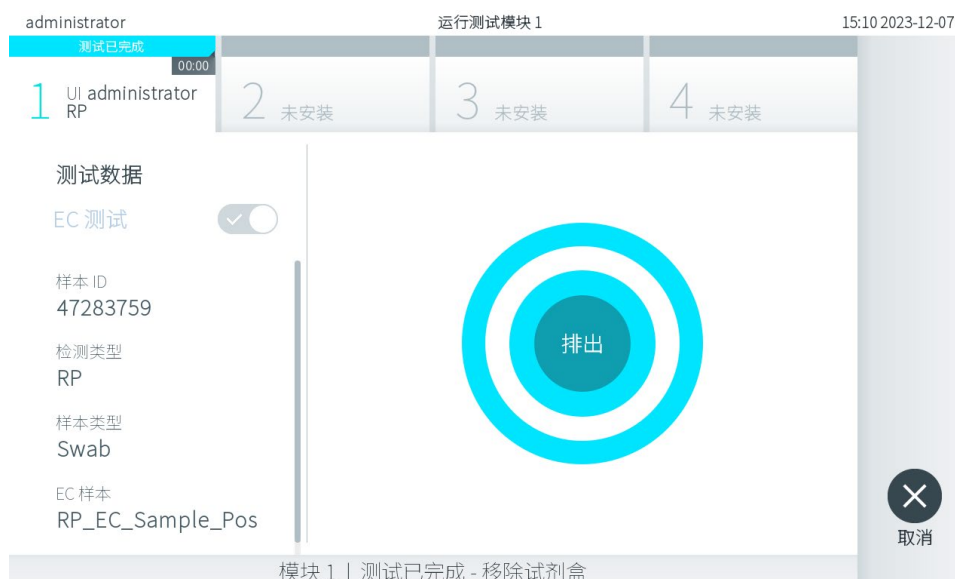 administrator
运行测试模块 1
15:10 2023-12-07
测试已完成
00:00
1
UI administrator
RP
2 未安装
3 未安装
4 未安装
测试数据
EC 测试
样本 ID
47283759
检测类型
RP
样本类型
Swab
EC 样本
RP_EC_Sample_Pos
排出
取消
模块 1 | 测试已完成 - 移除试剂盒